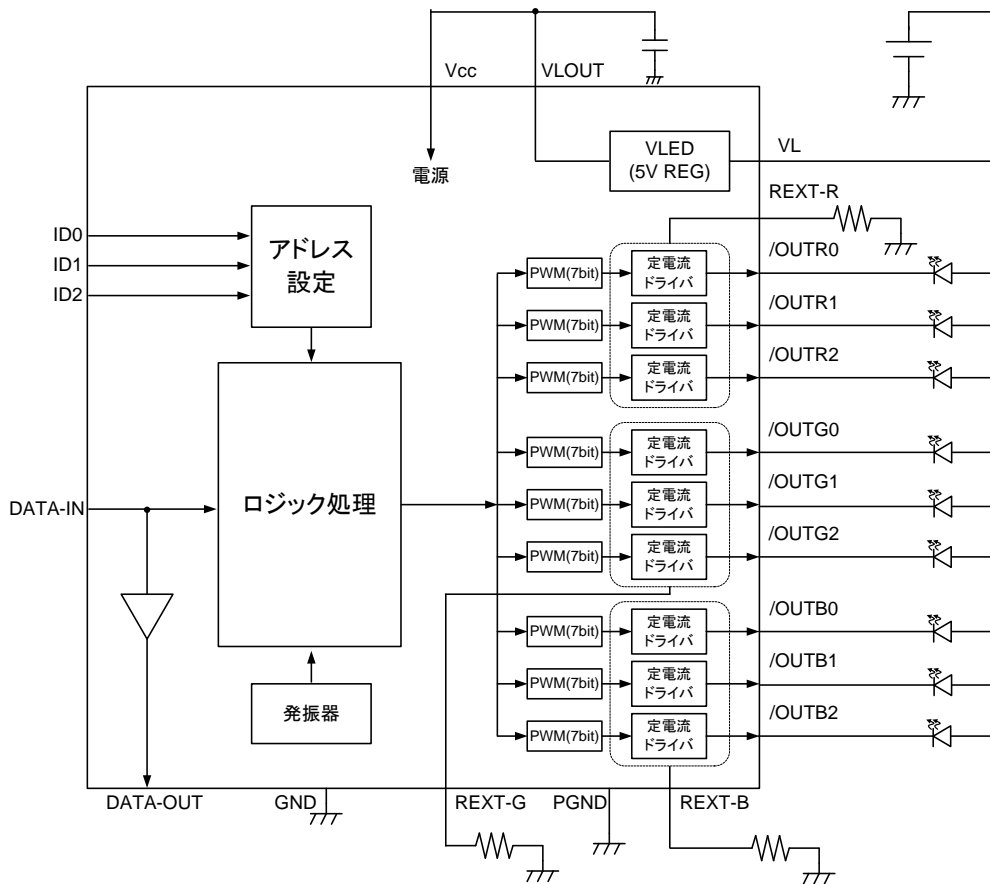 Vcc
VLOUT
VLED
(5V REG)
VL
電源
REXT-R
ID0
ID1
ID2
アドレス
設定
PWM(7bit)
定電流
ドライバ
/OUTR0
PWM(7bit)
定電流
ドライバ
/OUTR1
PWM(7bit)
定電流
ドライバ
/OUTR2
PWM(7bit)
定電流
ドライバ
/OUTG0
DATA-IN
ロジック処理
PWM(7bit)
定電流
ドライバ
/OUTG1
PWM(7bit)
定電流
ドライバ
/OUTG2
PWM(7bit)
定電流
ドライバ
/OUTB0
PWM(7bit)
定電流
ドライバ
/OUTB1
発振器
PWM(7bit)
定電流
ドライバ
/OUTB2
DATA-OUT
GND
REXT-G
PGND
REXT-B